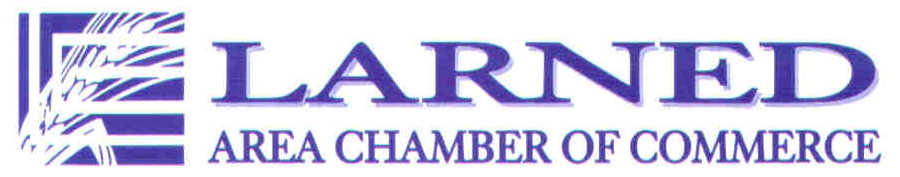 LARNED
AREA CHAMBER OF COMMERCE